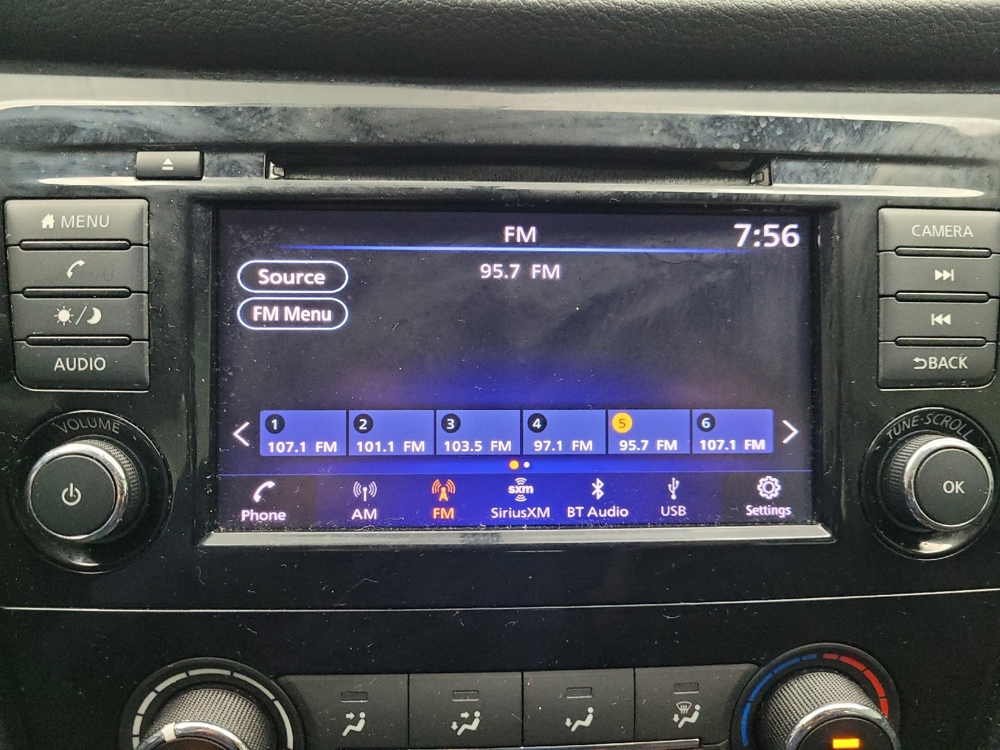 MENU
AUDIO
VOLUME
FM
7:56
Source
95.7 FM
FM Menu
1 2 3 4 5 6
107.1 FM 101.1 FM 103.5 FM 97.1 FM 95.7 FM 107.1 FM
sxm
Phone AM FM SiriusXM BT Audio USB Settings
CAMERA
BACK
TUNE·SCROLL
OK